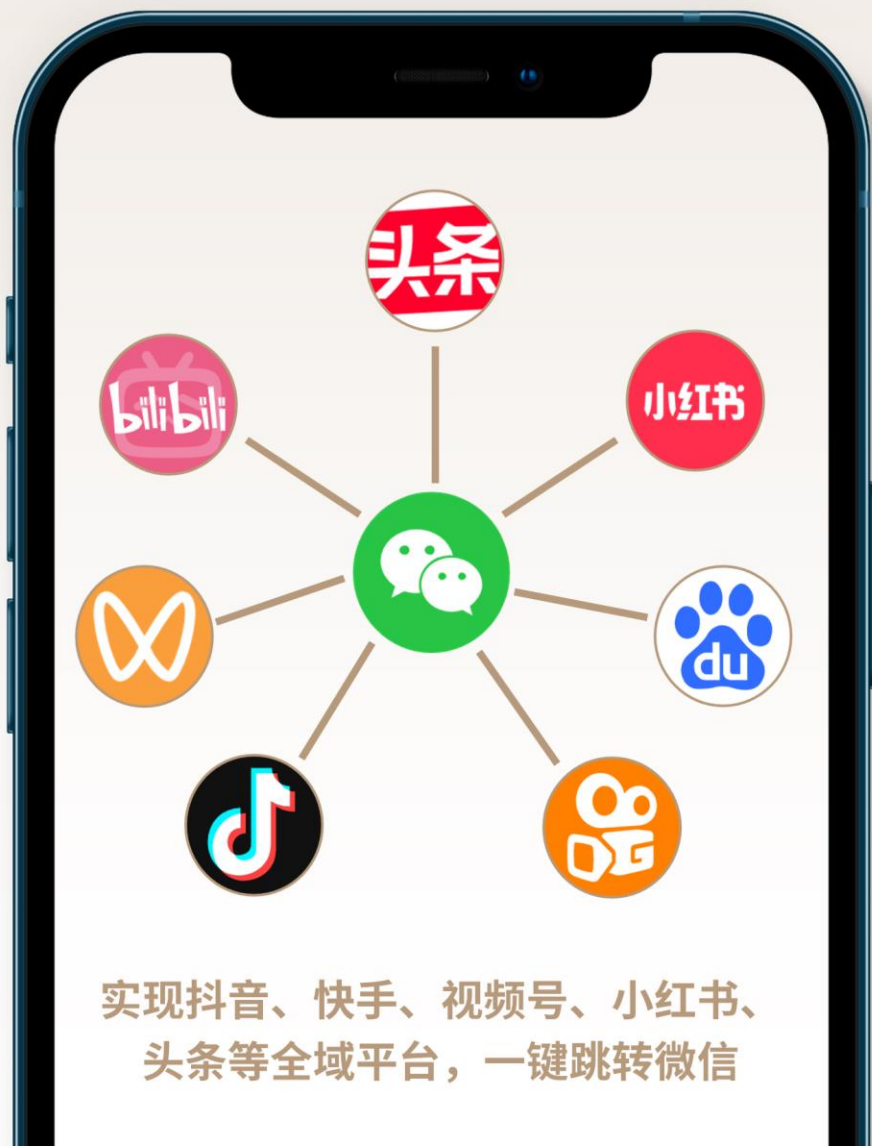 头条
bilibili
小红书
du
实现抖音、快手、视频号、小红书、
头条等全域平台，一键跳转微信